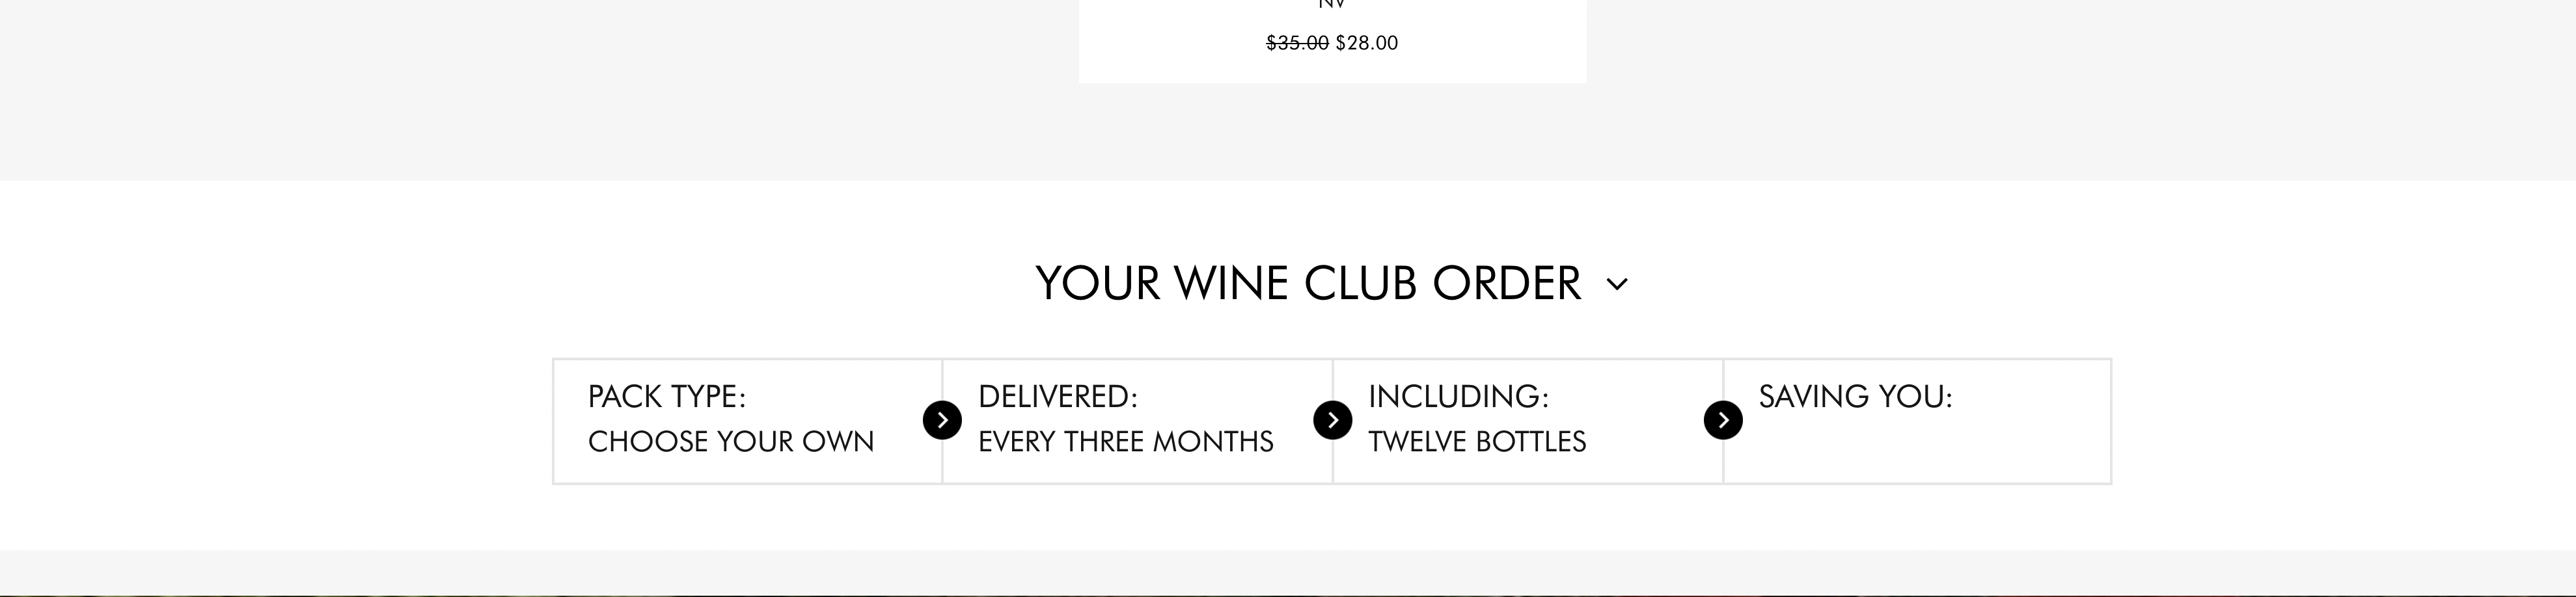 NV
$35.00 $28.00
YOUR WINE CLUB ORDER
PACK TYPE:
CHOOSE YOUR OWN
DELIVERED:
EVERY THREE MONTHS
INCLUDING:
TWELVE BOTTLES
SAVING YOU: